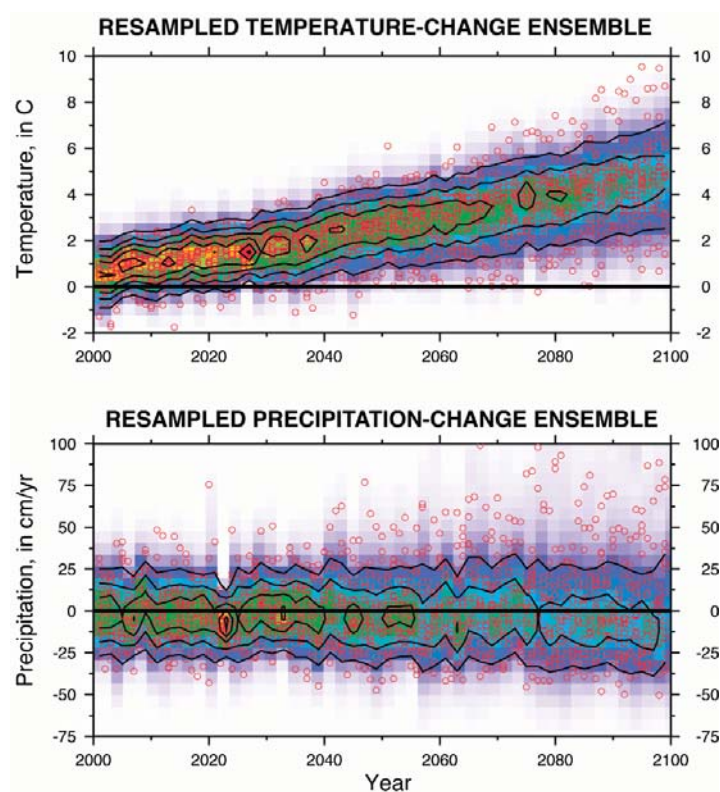 RESAMPLED TEMPERATURE-CHANGE ENSEMBLE
10 10
8 8
6 6
4 4
2 2
0 0
-2 -2
Temperature, in C
2000 2020 2040 2060 2080 2100
RESAMPLED PRECIPITATION-CHANGE ENSEMBLE
100 100
75 75
50 50
25 25
0 0
-25 -25
-50 -50
-75 -75
Precipitation, in cm/yr
2000 2020 2040 2060 2080 2100
Year